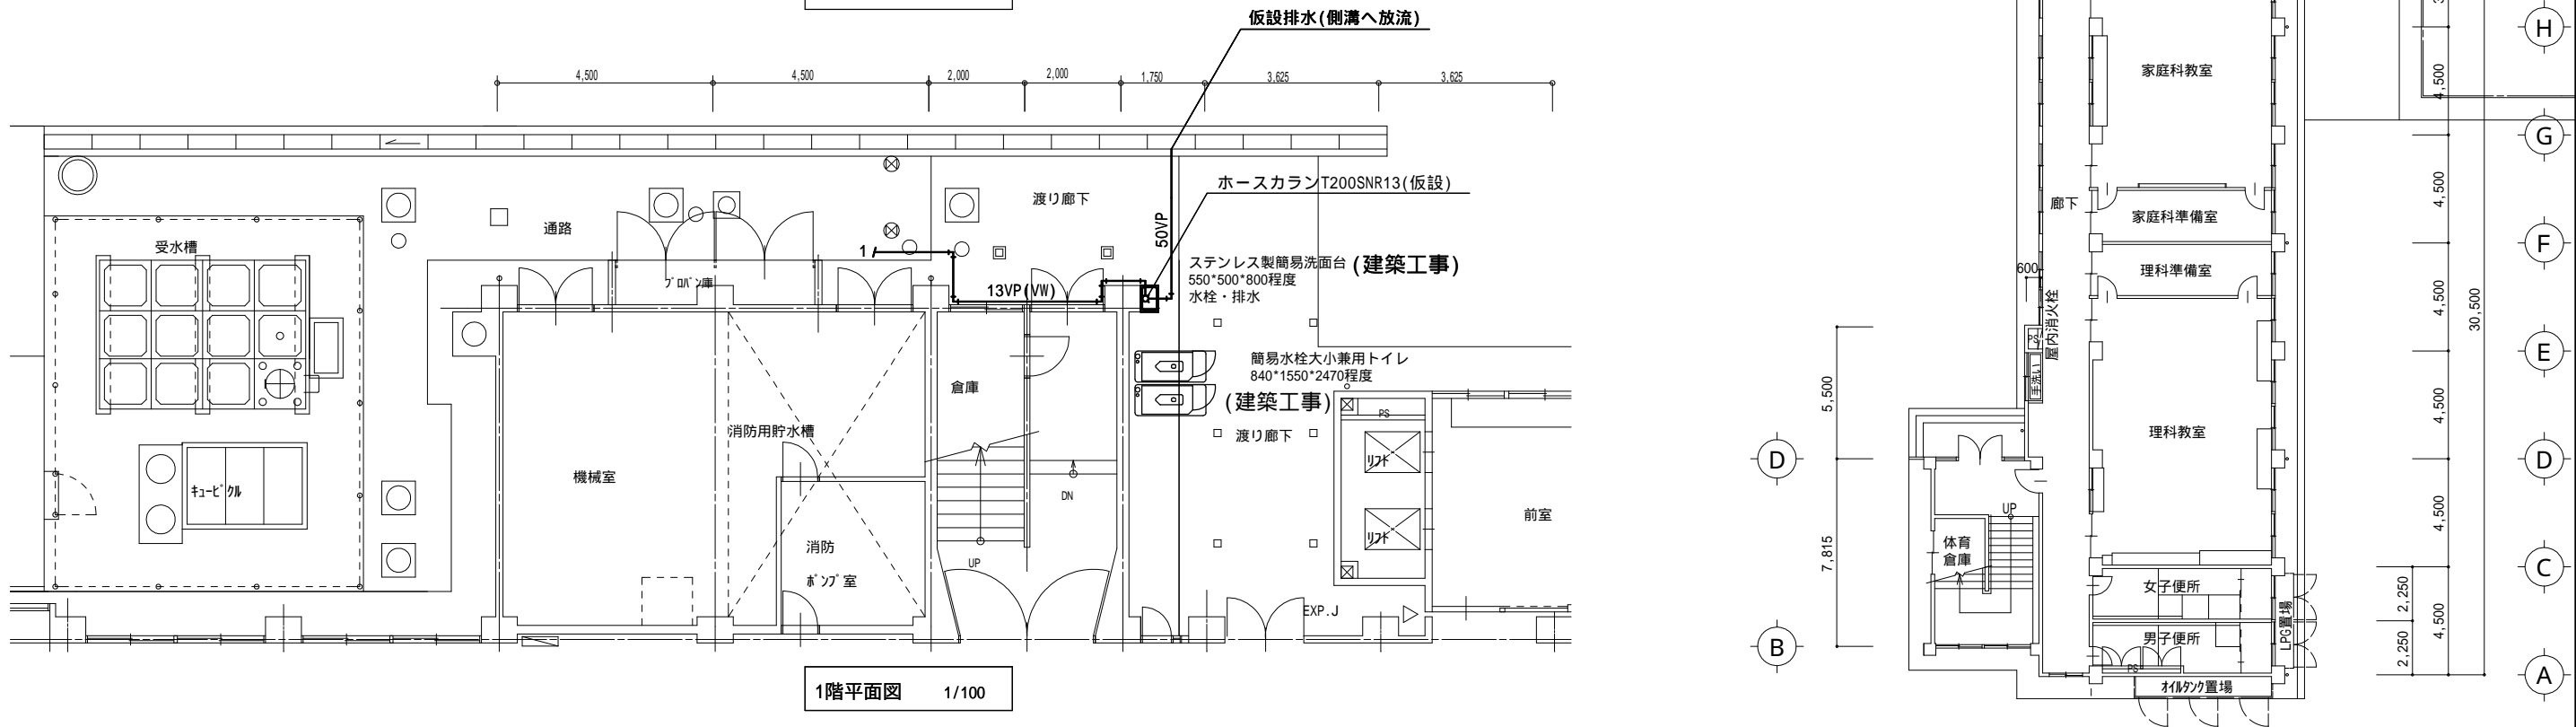 仮設排水(側溝へ放流)
4,500
4,500
2,000
2,000
1,750
3,625
3,625
ホースカランT200SNR13(仮設)
渡り廊下
通路
50VP
受水槽
1
ステンレス製簡易洗面台 (建築工事)
550*500*800程度
水栓・排水
プロパン庫
13VP(VW)
簡易水栓大小兼用トイレ
840*1550*2470程度
(建築工事)
倉庫
消防用貯水槽
渡り廊下
PS
リフト
機械室
キュービクル
DN
リフト
前室
消防
ポンプ室
UP
EXP.J
1階平面図 1/100
H
家庭科教室
4,500
G
4,500
廊下
家庭科準備室
F
理科準備室
600
4,500
30,500
屋内消火栓
PS
E
手洗い
5,500
4,500
理科教室
D
D
UP
4,500
7,815
体育
倉庫
C
女子便所
2,250
4,500
LPG置場
男子便所
2,250
B
PS
A
オイルタンク置場